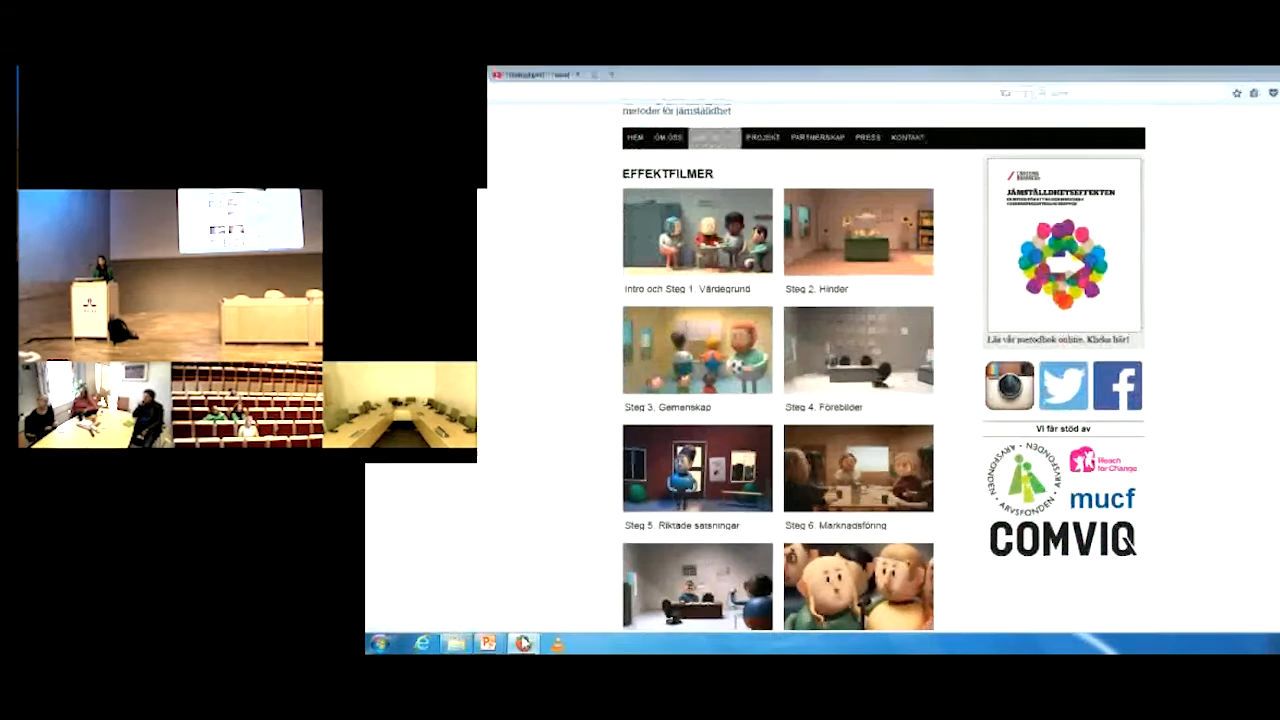 metoder för jämställdhet
HEM OM OSS PROJEKT PARTNERSKAP PRESS KONTAKT
EFFEKTFILMER
Intro och Steg 1. Värdegrund
Steg 2. Hinder
Steg 3. Gemenskap
Steg 4. Förebilder
Steg 5. Riktade satsningar
Steg 6. Marknadsföring
JÄMSTÄLLDHETSEFFEKTEN
Läs vår metodbok online. Klicka här!
Vi får stöd av
ARVSFONDEN • ARVSFONDEN • ARVSFONDEN
Reach
for Change
mucf
COMVIQ